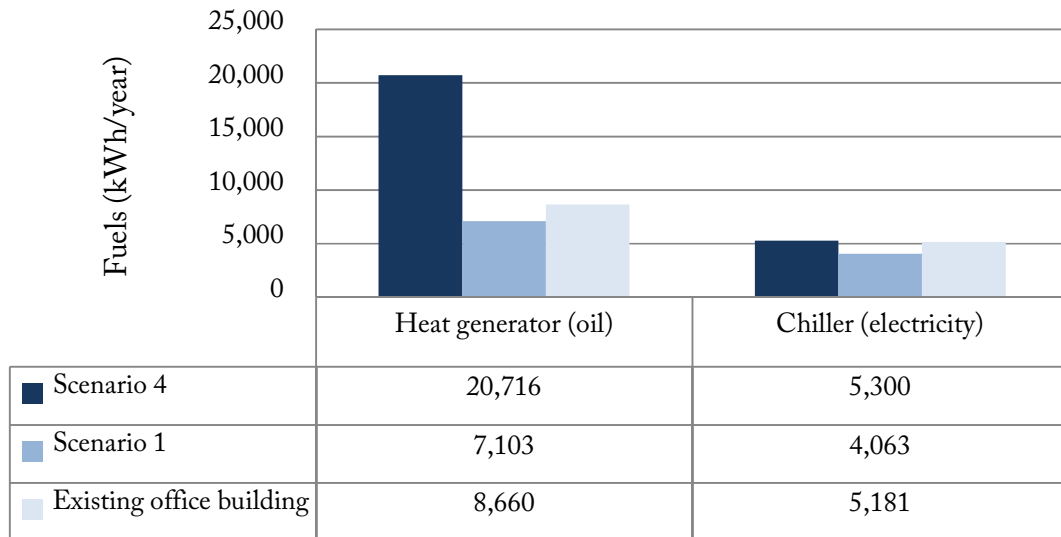 Fuels (kWh/year)
25,000
20,000
15,000
10,000
5,000
0
Heat generator (oil) Chiller (electricity)
Scenario 4 20,716 5,300
Scenario 1 7,103 4,063
Existing office building 8,660 5,181